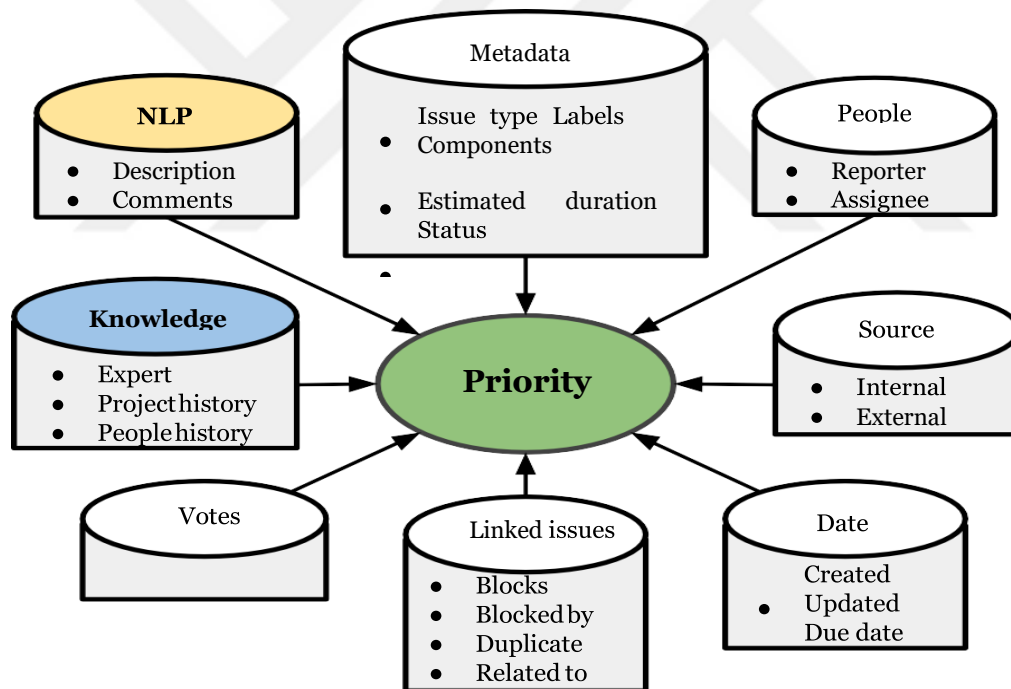 Metadata
Issue type Labels
• Components
• Estimated duration
Status
•
NLP
• Description
• Comments
People
• Reporter
• Assignee
Knowledge
• Expert
• Project history
• People history
Priority
Source
• Internal
• External
Votes
Linked issues
• Blocks
• Blocked by
• Duplicate
• Related to
Date
Created
• Updated
Due date